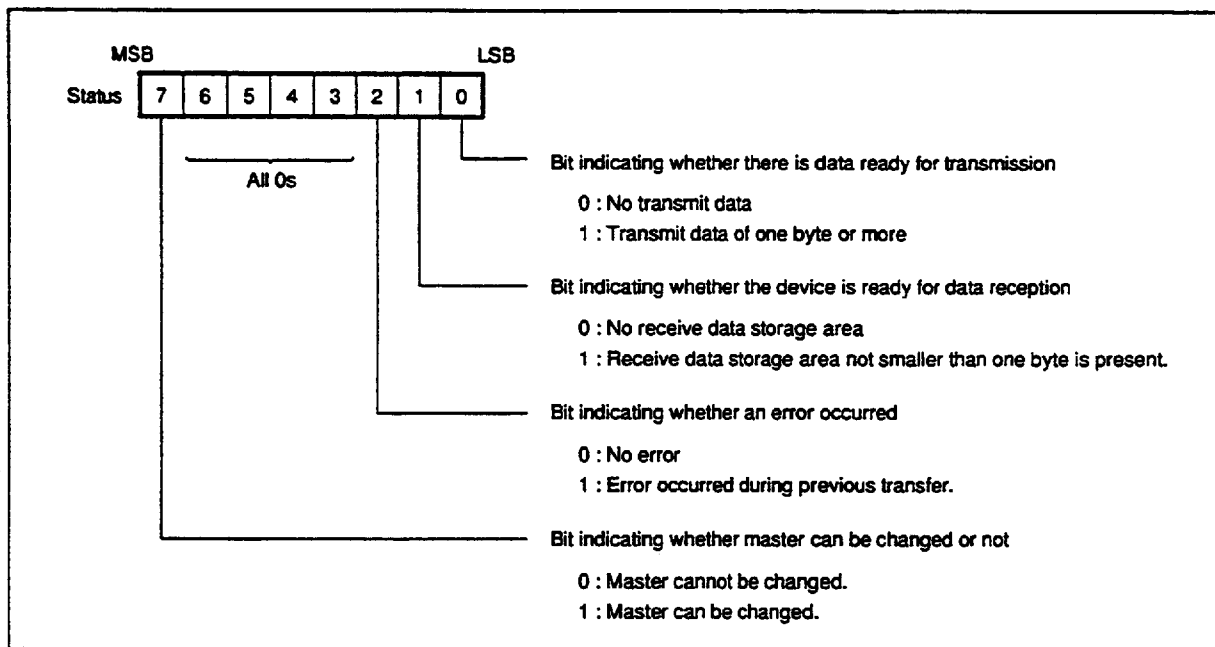 MSB LSB
Status 7 6 5 4 3 2 1 0
All 0s
Bit indicating whether there is data ready for transmission
0 : No transmit data
1 : Transmit data of one byte or more
Bit indicating whether the device is ready for data reception
0 : No receive data storage area
1 : Receive data storage area not smaller than one byte is present.
Bit indicating whether an error occurred
0 : No error
1 : Error occurred during previous transfer.
Bit indicating whether master can be changed or not
0 : Master cannot be changed.
1 : Master can be changed.